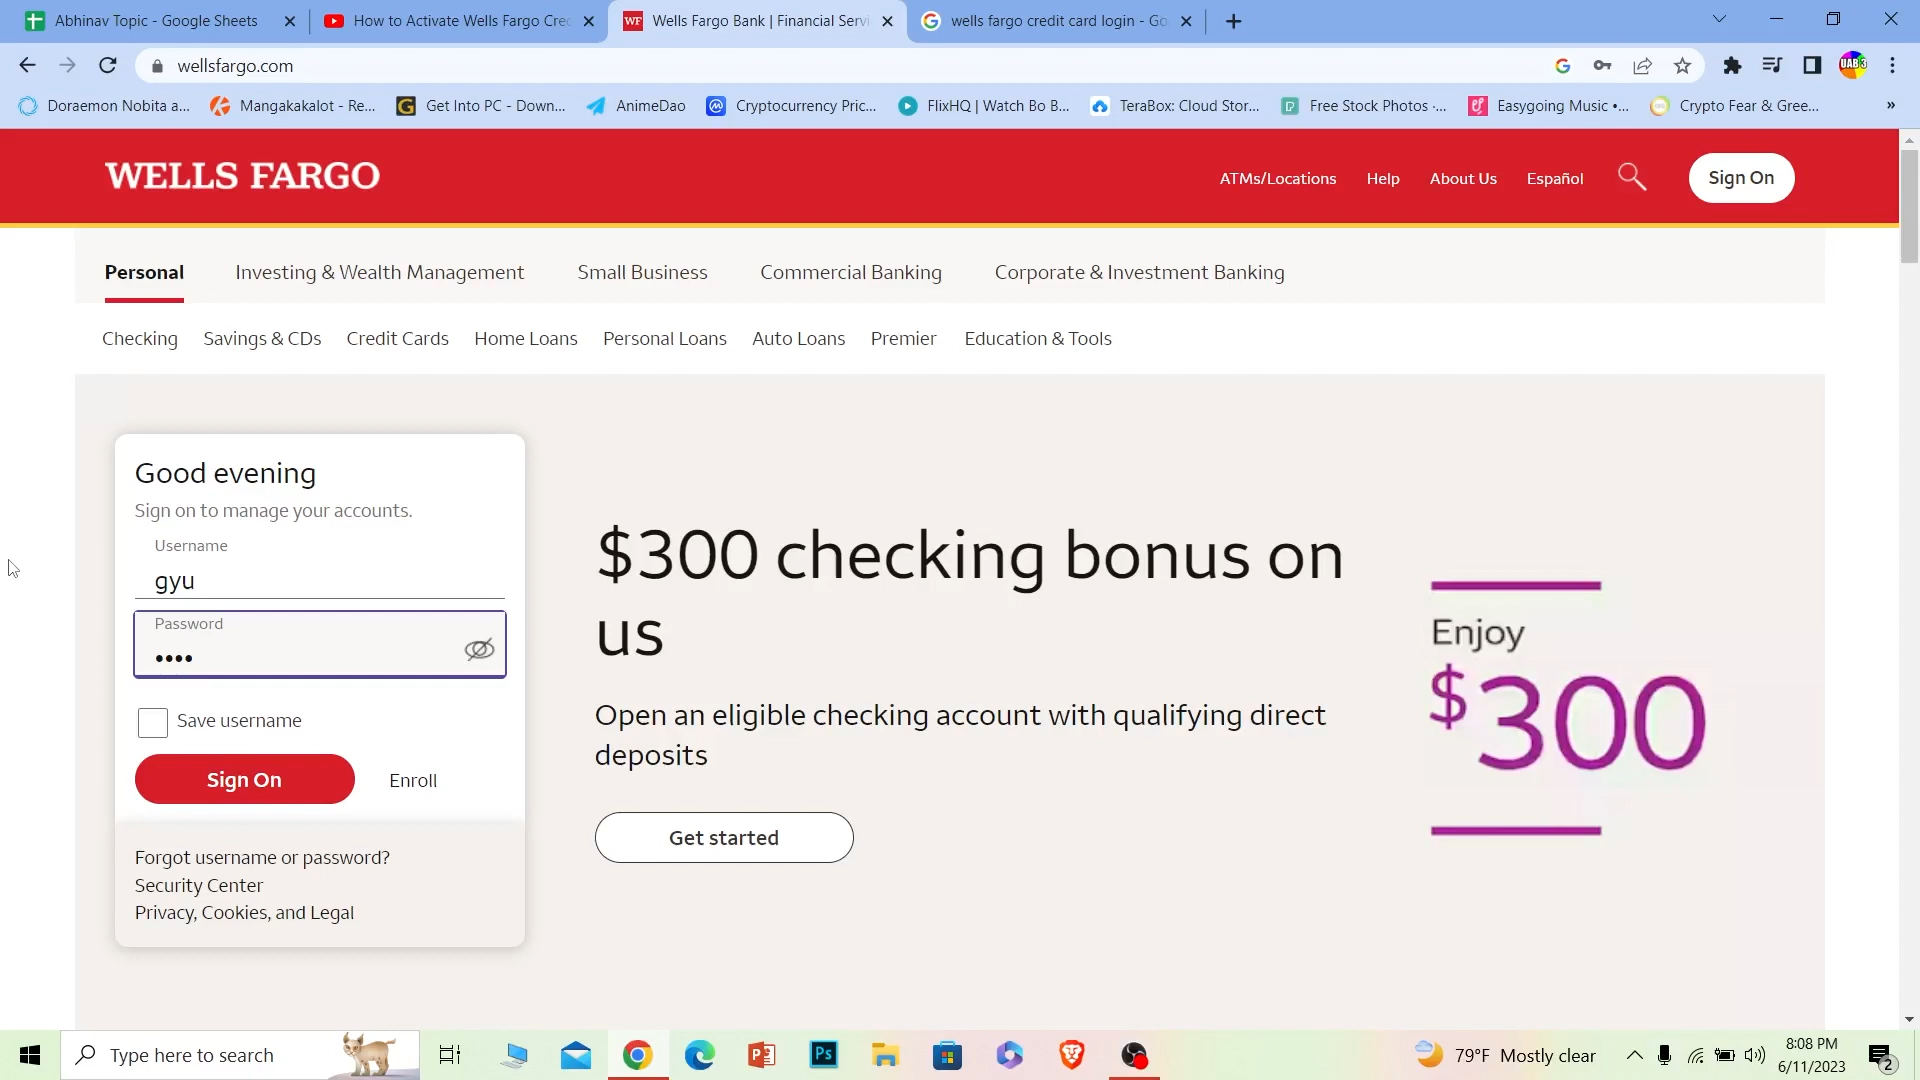 Abhinav Topic - Google Sheets
How to Activate Wells Fargo Cre
Wells Fargo Bank | Financial Servi
wells fargo credit card login - Go
wellsfargo.com
UAB 3
Doraemon Nobita a...
Mangakakalot - Re...
Get Into PC - Down...
AnimeDao
Cryptocurrency Pric...
FlixHQ | Watch Bo B...
TeraBox: Cloud Stor...
Free Stock Photos ·...
Easygoing Music •...
Crypto Fear & Gree...
»
WELLS FARGO
ATMs/Locations
Help
About Us
Español
Sign On
Personal
Investing & Wealth Management
Small Business
Commercial Banking
Corporate & Investment Banking
Checking
Savings & CDs
Credit Cards
Home Loans
Personal Loans
Auto Loans
Premier
Education & Tools
Good evening
Sign on to manage your accounts.
Username
gyu
Password
••••
Save username
Sign On
Enroll
Forgot username or password?
Security Center
Privacy, Cookies, and Legal
$300 checking bonus on
us
Open an eligible checking account with qualifying direct
deposits
Get started
Enjoy
$300
Type here to search
79°F Mostly clear
8:08 PM
6/11/2023
2